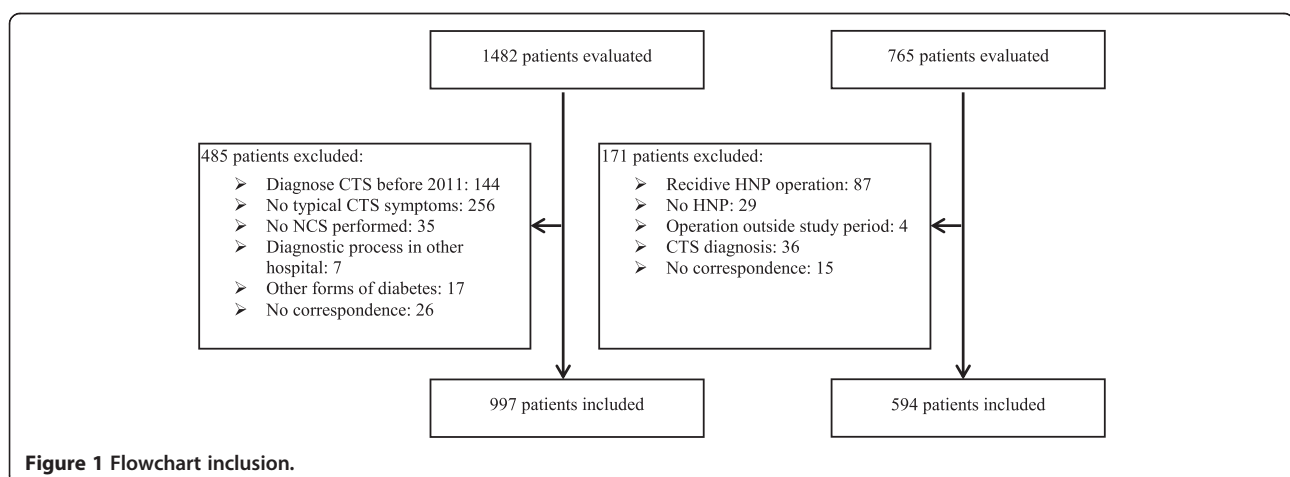 1482 patients evaluated
765 patients evaluated
485 patients excluded:
➢ Diagnose CTS before 2011: 144
➢ No typical CTS symptoms: 256
➢ No NCS performed: 35
➢ Diagnostic process in other
hospital: 7
➢ Other forms of diabetes: 17
➢ No correspondence: 26
171 patients excluded:
➢ Recidive HNP operation: 87
➢ No HNP: 29
➢ Operation outside study period: 4
➢ CTS diagnosis: 36
➢ No correspondence: 15
997 patients included
594 patients included
Figure 1 Flowchart inclusion.